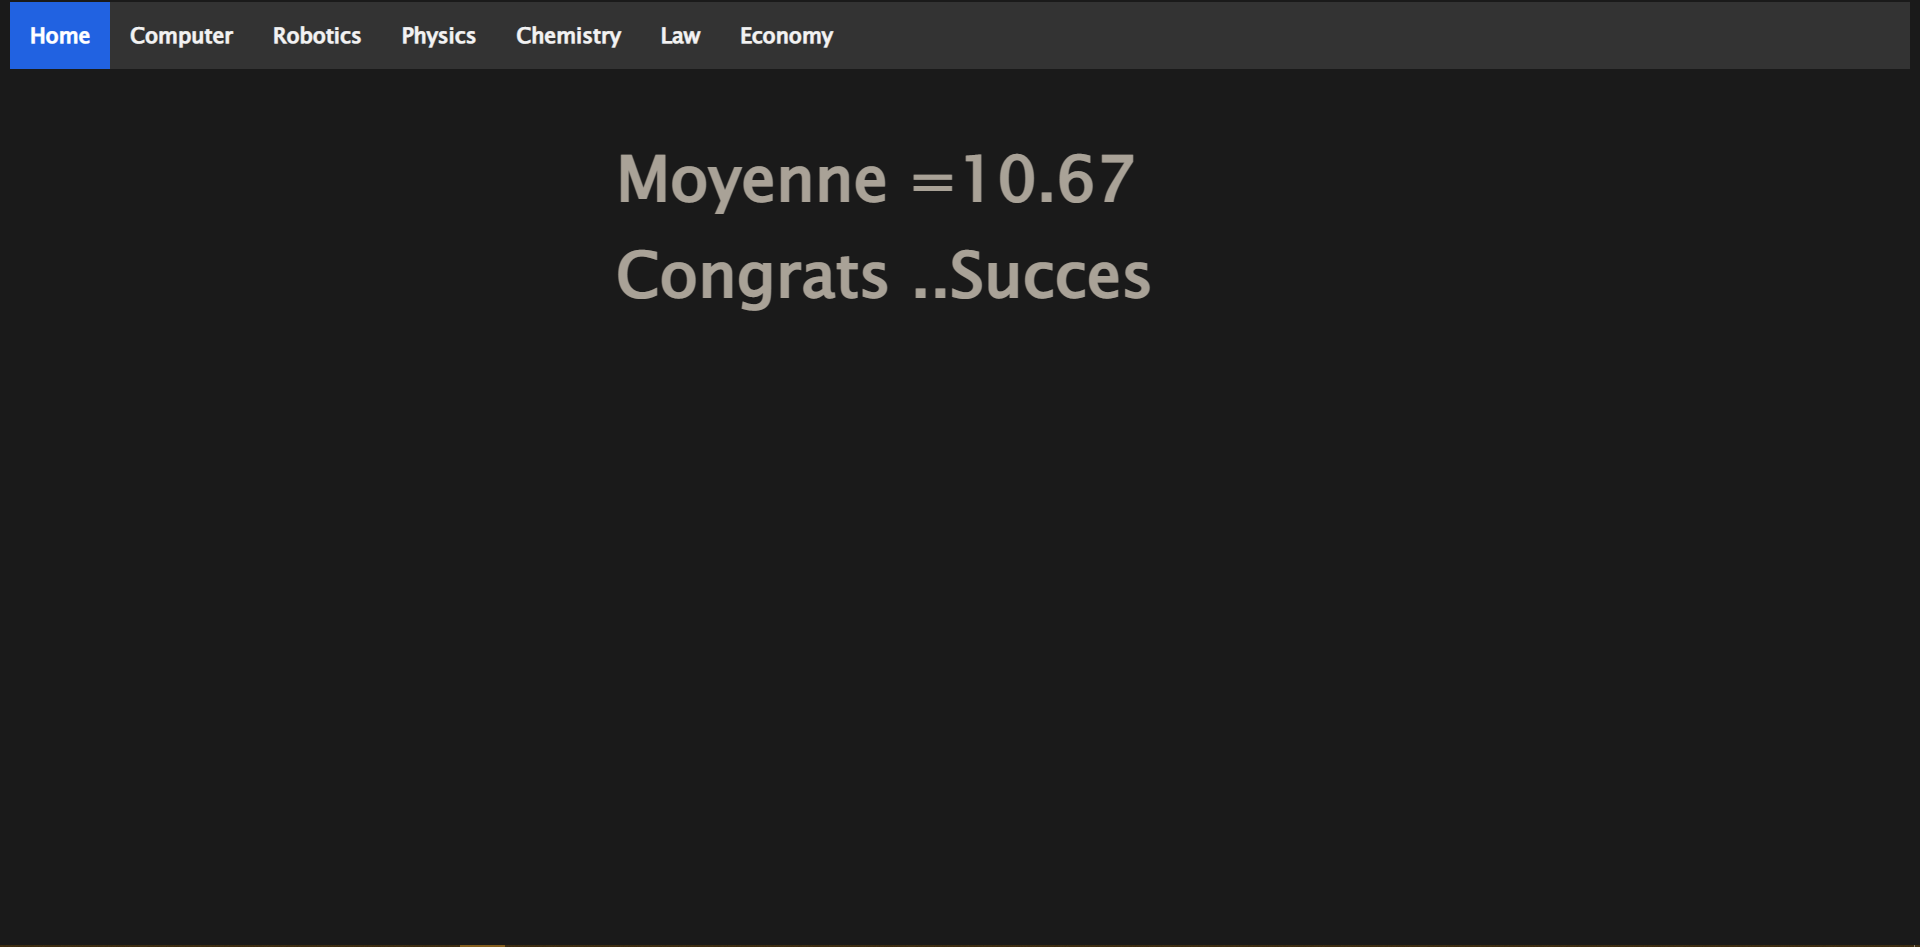 Home Computer Robotics Physics Chemistry Law Economy
Moyenne =10.67
Congrats ..Succes